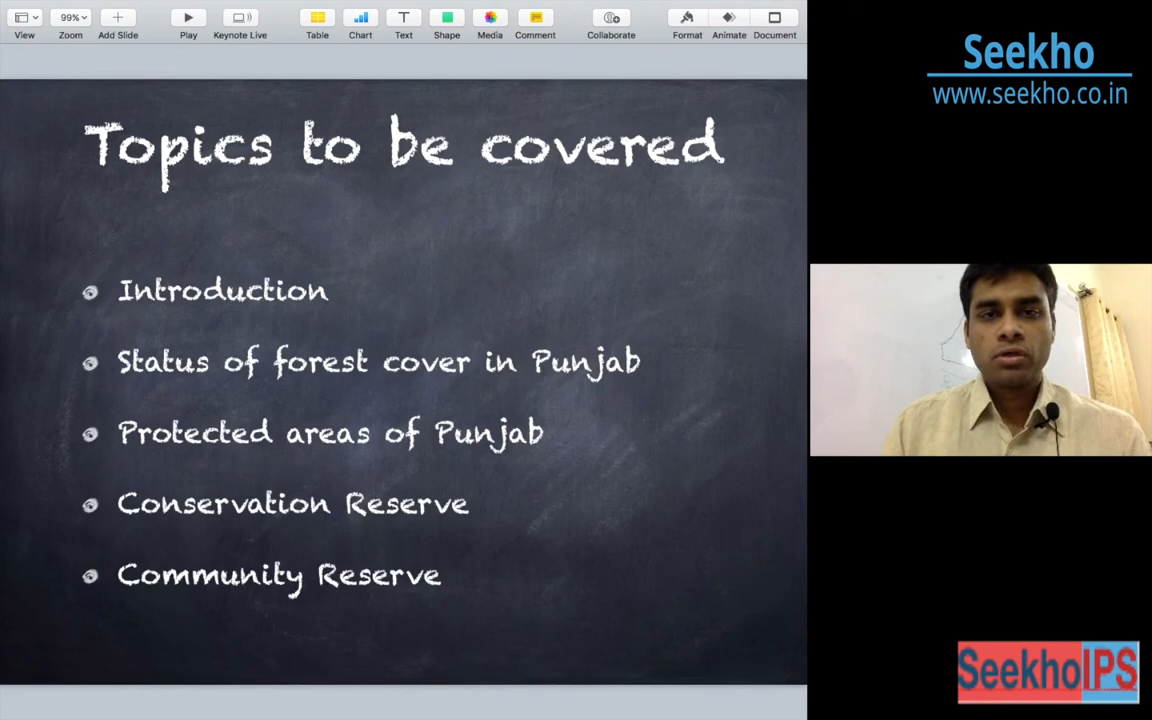 View
99%
Zoom
Add Slide
Play
Keynote Live
Table
Chart
T
Text
Shape
Media
Comment
Collaborate
Format
Animate
Document
Topics to be covered
Introduction
Status of forest cover in Punjab
Protected areas of Punjab
Conservation Reserve
Community Reserve
Seekho
www.seekho.co.in
SeekhoIPS